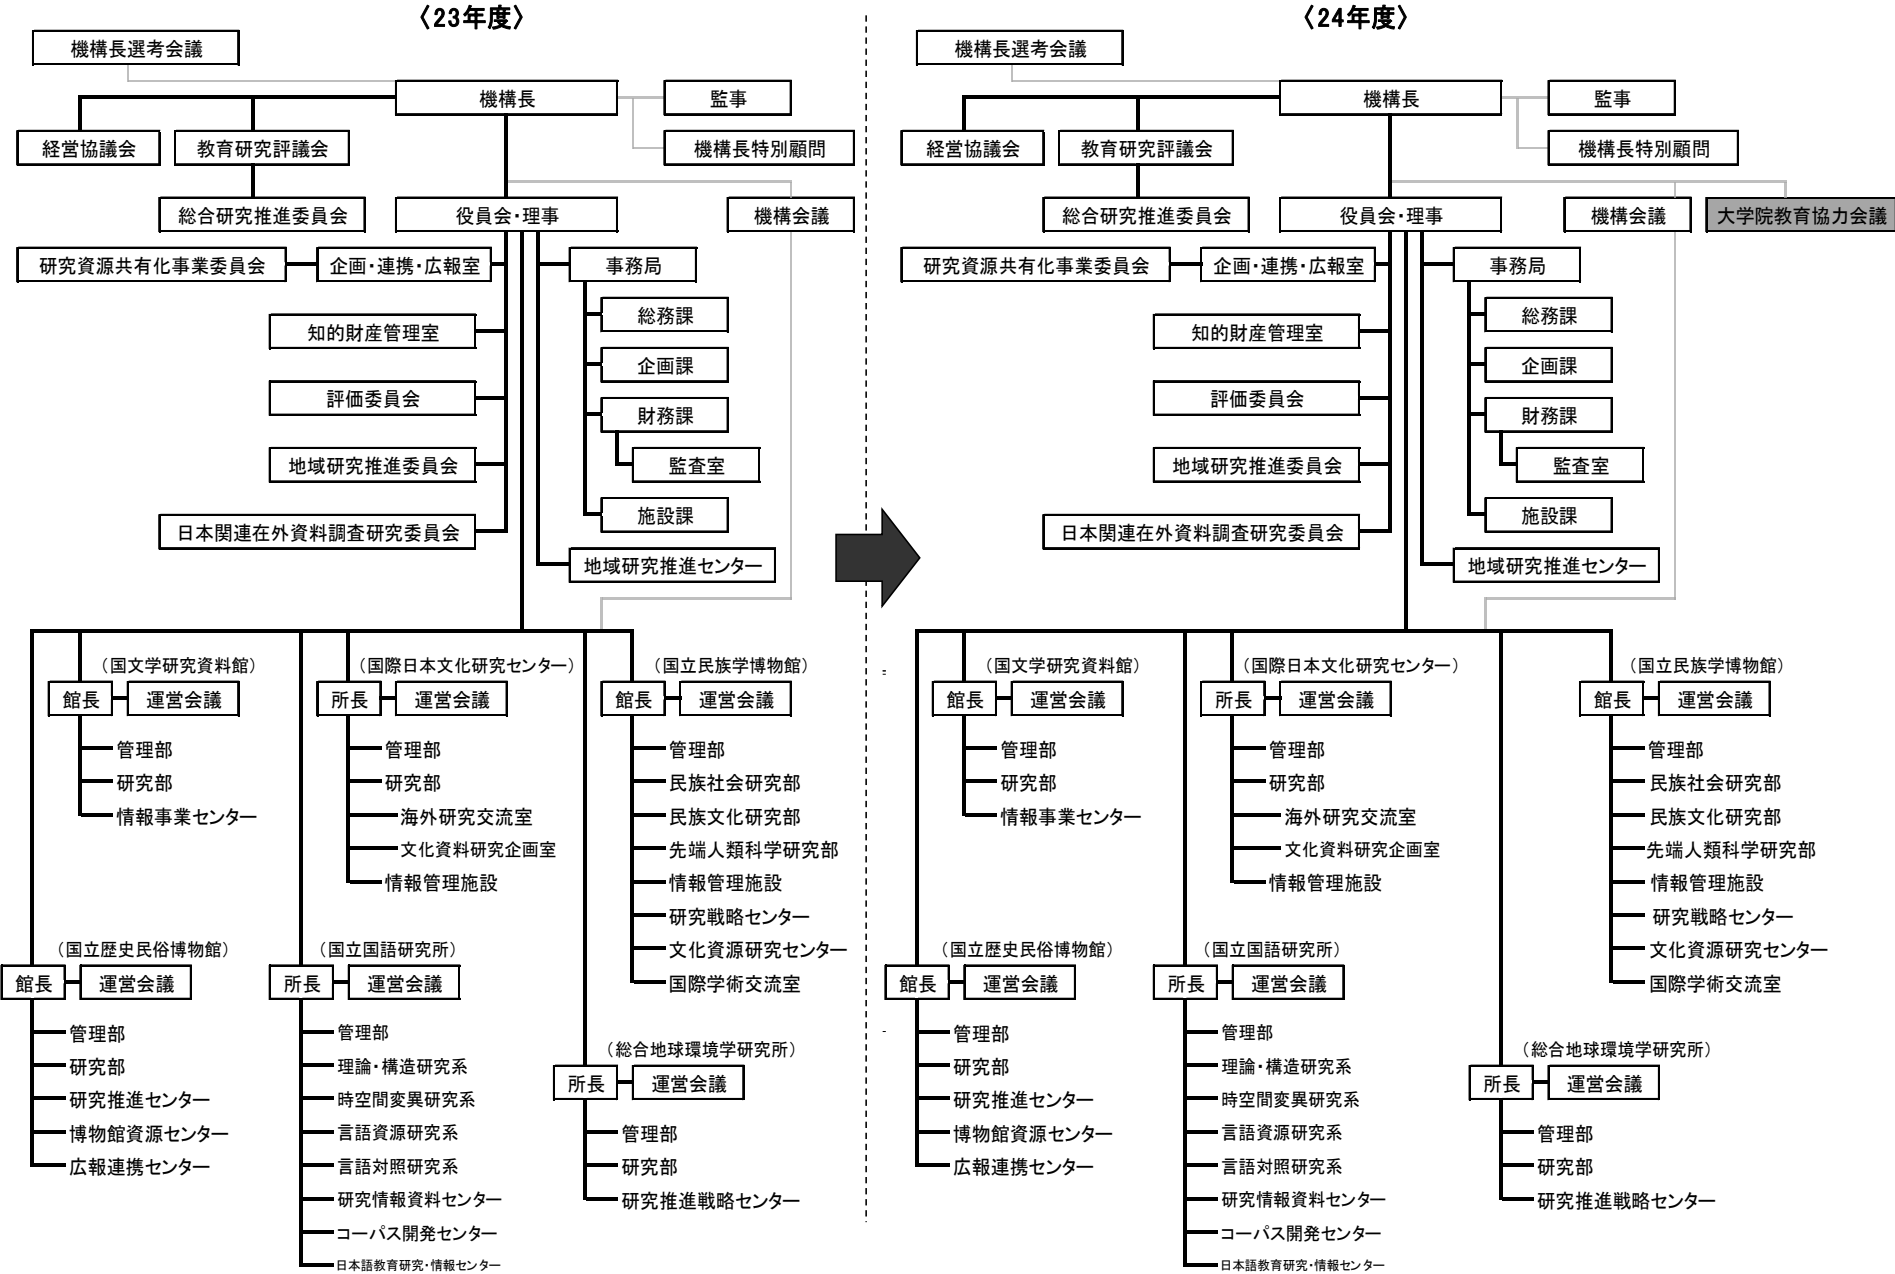 〈23年度〉
機構長選考会議
機構長
監事
経営協議会
教育研究評議会
機構長特別顧問
総合研究推進委員会
役員会・理事
機構会議
研究資源共有化事業委員会
企画・連携・広報室
事務局
総務課
知的財産管理室
企画課
評価委員会
財務課
地域研究推進委員会
監査室
施設課
日本関連在外資料調査研究委員会
地域研究推進センター
（国文学研究資料館）
館長
運営会議
管理部
研究部
情報事業センター
（国際日本文化研究センター）
所長
運営会議
管理部
研究部
海外研究交流室
文化資料研究企画室
情報管理施設
（国立民族学博物館）
館長
運営会議
管理部
民族社会研究部
民族文化研究部
先端人類科学研究部
情報管理施設
研究戦略センター
文化資源研究センター
国際学術交流室
（国立歴史民俗博物館）
館長
運営会議
管理部
研究部
研究推進センター
博物館資源センター
広報連携センター
（国立国語研究所）
所長
運営会議
管理部
理論・構造研究系
時空間変異研究系
言語資源研究系
言語対照研究系
研究情報資料センター
コーパス開発センター
日本語教育研究・情報センター
（総合地球環境学研究所）
所長
運営会議
管理部
研究部
研究推進戦略センター
〈24年度〉
機構長選考会議
機構長
監事
経営協議会
教育研究評議会
機構長特別顧問
総合研究推進委員会
役員会・理事
機構会議
大学院教育協力会議
研究資源共有化事業委員会
企画・連携・広報室
事務局
総務課
知的財産管理室
企画課
評価委員会
財務課
地域研究推進委員会
監査室
施設課
日本関連在外資料調査研究委員会
地域研究推進センター
（国文学研究資料館）
館長
運営会議
管理部
研究部
情報事業センター
（国際日本文化研究センター）
所長
運営会議
管理部
研究部
海外研究交流室
文化資料研究企画室
情報管理施設
（国立民族学博物館）
館長
運営会議
管理部
民族社会研究部
民族文化研究部
先端人類科学研究部
情報管理施設
研究戦略センター
文化資源研究センター
国際学術交流室
（国立歴史民俗博物館）
館長
運営会議
管理部
研究部
研究推進センター
博物館資源センター
広報連携センター
（国立国語研究所）
所長
運営会議
管理部
理論・構造研究系
時空間変異研究系
言語資源研究系
言語対照研究系
研究情報資料センター
コーパス開発センター
日本語教育研究・情報センター
（総合地球環境学研究所）
所長
運営会議
管理部
研究部
研究推進戦略センター